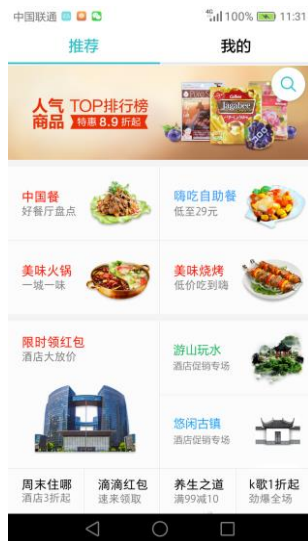 中国联通 4G 100% 11:31
推荐 我的
人气 TOP排行榜
商品 特惠 8.9 折起
Jagabee
中国餐
好餐厅盘点
嗨吃自助餐
低至29元
美味火锅
一城一味
美味烧烤
低价吃到嗨
限时领红包
酒店大放价
游山玩水
酒店促销专场
悠闲古镇
酒店促销专场
周末住哪 滴滴红包 养生之道 k歌1折起
酒店3折起 速来领取 满99减10 劲爆全场